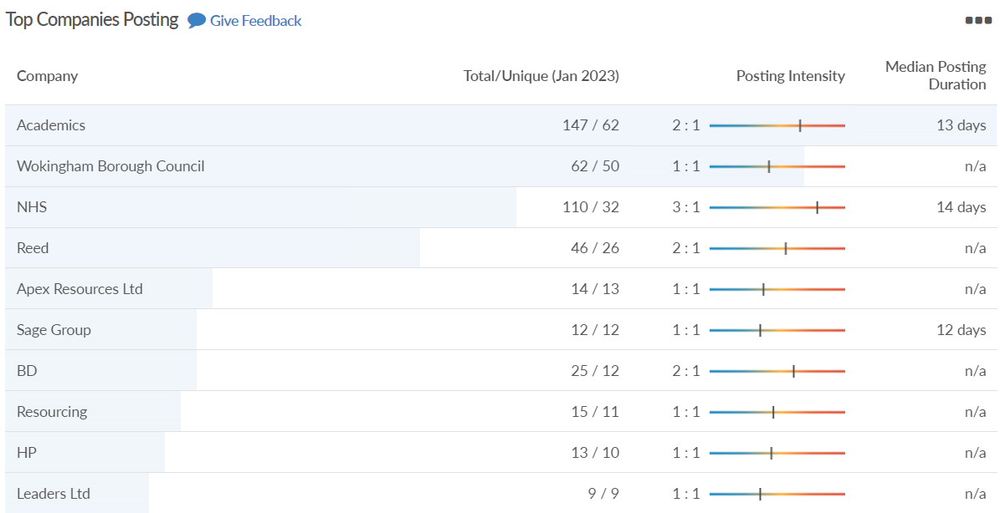 Top Companies Posting Give Feedback
Company Total/Unique (Jan 2023) Posting Intensity Median Posting Duration
Academics 147 / 62 2 : 1 13 days
Wokingham Borough Council 62 / 50 1 : 1 n/a
NHS 110 / 32 3 : 1 14 days
Reed 46 / 26 2 : 1 n/a
Apex Resources Ltd 14 / 13 1 : 1 n/a
Sage Group 12 / 12 1 : 1 12 days
BD 25 / 12 2 : 1 n/a
Resourcing 15 / 11 1 : 1 n/a
HP 13 / 10 1 : 1 n/a
Leaders Ltd 9 / 9 1 : 1 n/a